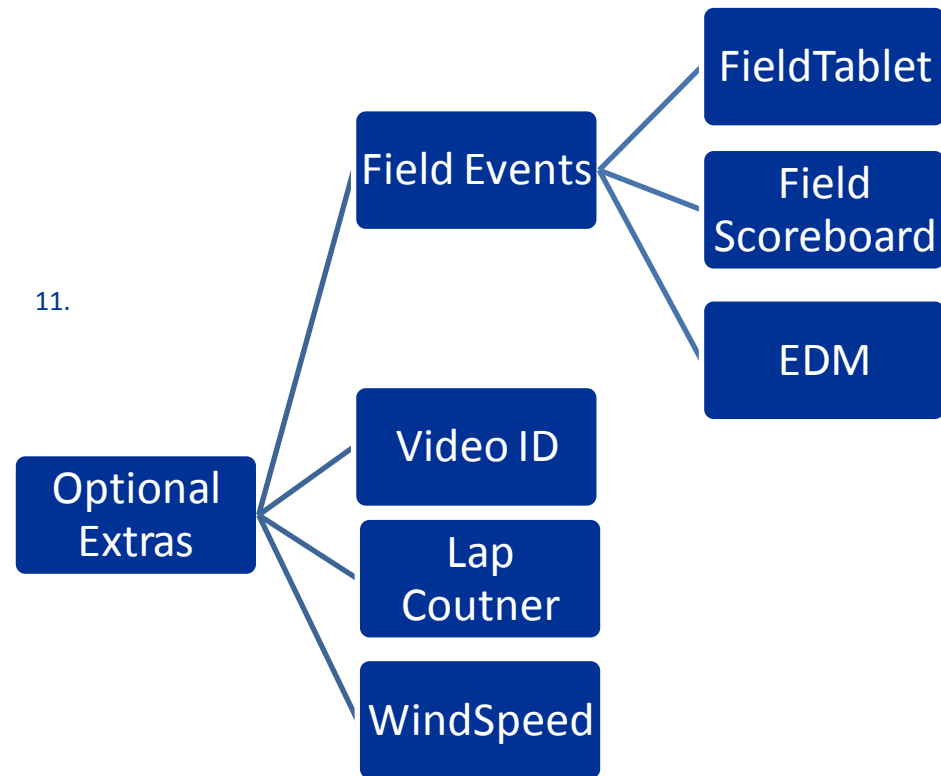 FieldTablet
Field Events
Field
Scoreboard
11.
EDM
Video ID
Optional
Extras
Lap
Coutner
WindSpeed